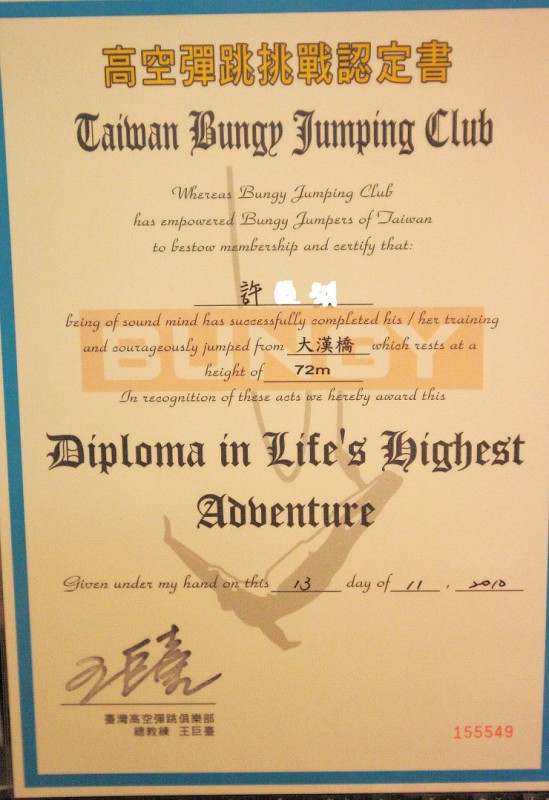 高空彈跳挑戰認定書
Taiwan Bungy Jumping Club
Whereas Bungy Jumping Club
has empowered Bungy Jumpers of Taiwan
to bestow membership and certify that:
許
being of sound mind has successfully completed his / her training
and courageously jumped from 大漢橋 which rests at a
height of 72m
BUNGY
In recognition of these acts we hereby award this
Diploma in Life's Highest
Adventure
Given under my hand on this 13 day of 11 . 2010
王巨臺
臺灣高空彈跳俱樂部
總教練 王巨臺
155549